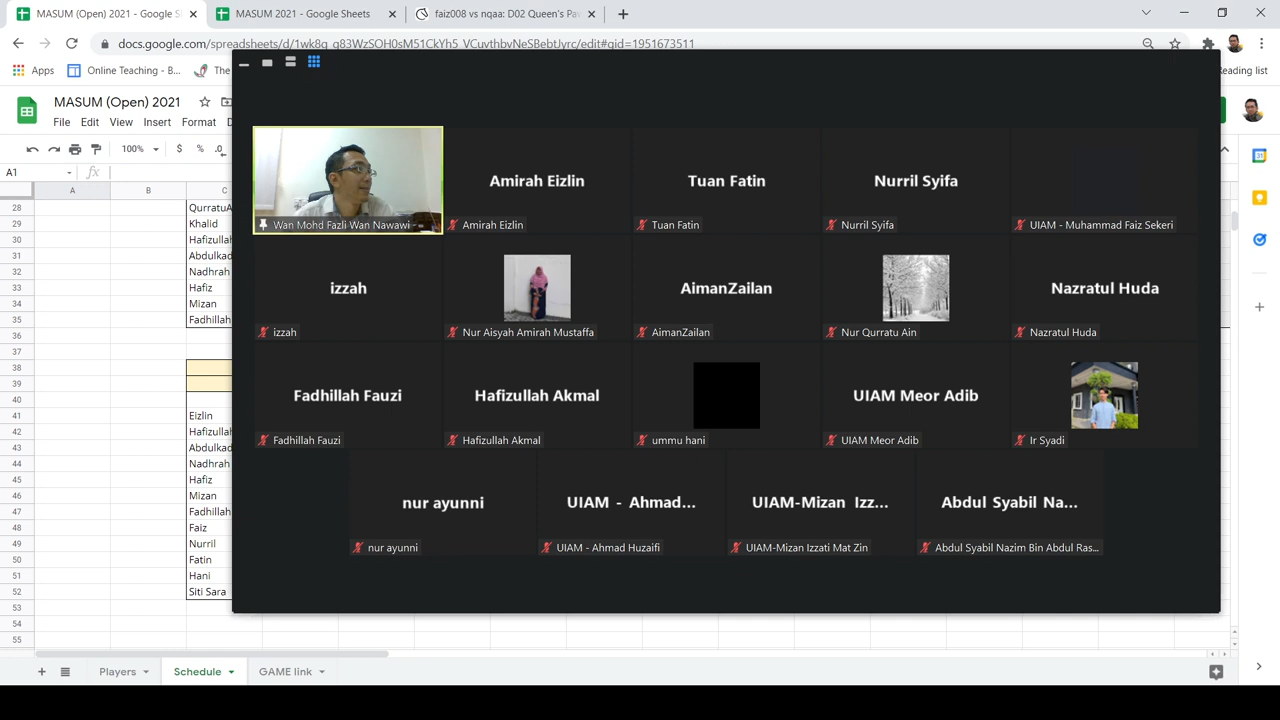 MASUM (Open) 2021 - Google S
MASUM 2021 - Google Sheets
faiz008 vs nqaa: D02 Queen's Pa
docs.google.com/spreadsheets/d/1wk8q_q83WzSOH0sM51CkYh5_VCuvthbvNeSBebtJyrc/edit#gid=1951673511
Apps
Online Teaching - B...
The
Reading list
MASUM (Open) 2021
File Edit View Insert Format
100% $ % .0
A1 fx
A B C
28 QurratuA
29 Khalid
30 Hafizullah
31 Abdulkad
32 Nadhrah
33 Hafiz
34 Mizan
35 Fadhillah
36
37
38
39
40
41 Eizlin
42 Hafizullah
43 Abdulkad
44 Nadhrah
45 Hafiz
46 Mizan
47 Fadhillah
48 Faiz
49 Nurril
50 Fatin
51 Hani
52 Siti Sara
53
54
55
Wan Mohd Fazli Wan Nawawi
Amirah Eizlin
Amirah Eizlin
Tuan Fatin
Tuan Fatin
Nurril Syifa
Nurril Syifa
UIAM - Muhammad Faiz Sekeri
izzah
izzah
Nur Aisyah Amirah Mustaffa
AimanZailan
AimanZailan
Nur Qurratu Ain
Nazratul Huda
Nazratul Huda
Fadhillah Fauzi
Fadhillah Fauzi
Hafizullah Akmal
Hafizullah Akmal
ummu hani
UIAM Meor Adib
UIAM Meor Adib
Ir Syadi
nur ayunni
nur ayunni
UIAM - Ahmad...
UIAM - Ahmad Huzaifi
UIAM-Mizan Izz...
UIAM-Mizan Izzati Mat Zin
Abdul Syabil Na...
Abdul Syabil Nazim Bin Abdul Ras...
Players
Schedule
GAME link